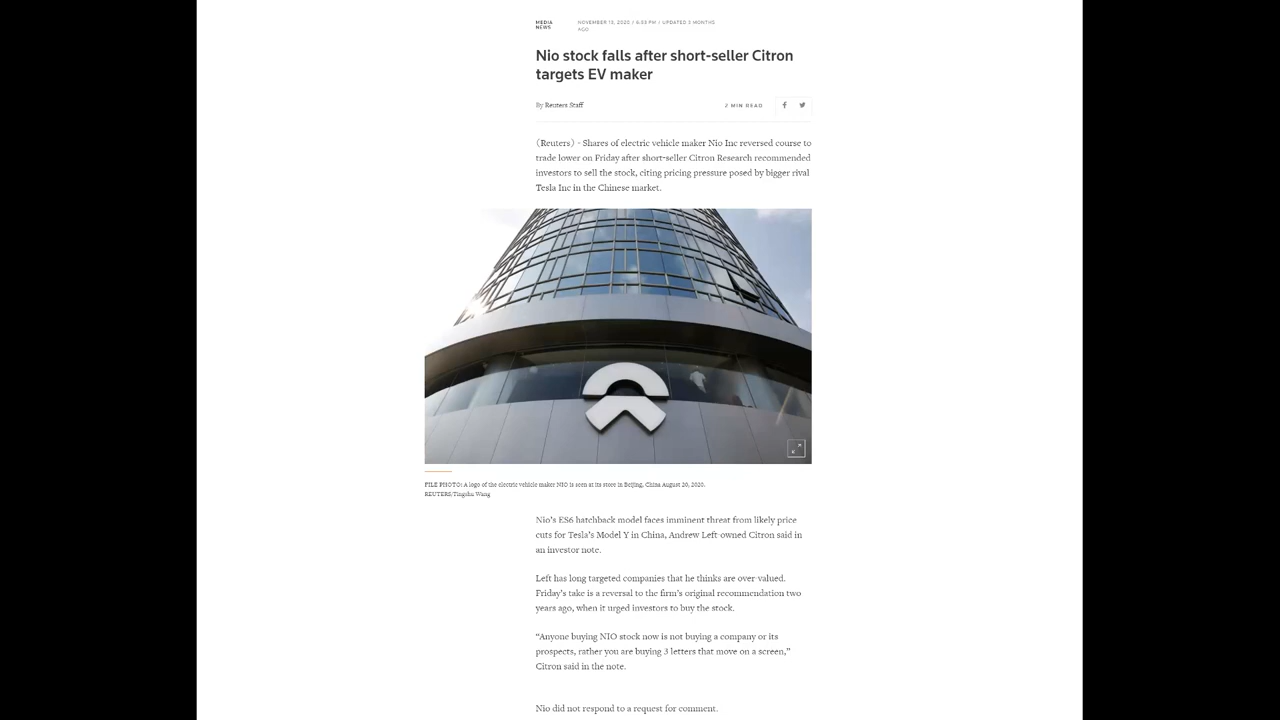 MEDIA
NEWS
NOVEMBER 13, 2020 / 6:33 PM / UPDATED 3 MONTHS
AGO
Nio stock falls after short-seller Citron
targets EV maker
By Reuters Staff
2 MIN READ
(Reuters) - Shares of electric vehicle maker Nio Inc reversed course to
trade lower on Friday after short-seller Citron Research recommended
investors to sell the stock, citing pricing pressure posed by bigger rival
Tesla Inc in the Chinese market.
FILE PHOTO: A logo of the electric vehicle maker NIO is seen at its store in Beijing, China August 20, 2020.
REUTERS/Tingshu Wang
Nio's ES6 hatchback model faces imminent threat from likely price
cuts for Tesla's Model Y in China, Andrew Left-owned Citron said in
an investor note.
Left has long targeted companies that he thinks are over-valued.
Friday's take is a reversal to the firm's original recommendation two
years ago, when it urged investors to buy the stock.
“Anyone buying NIO stock now is not buying a company or its
prospects, rather you are buying 3 letters that move on a screen,”
Citron said in the note.
Nio did not respond to a request for comment.